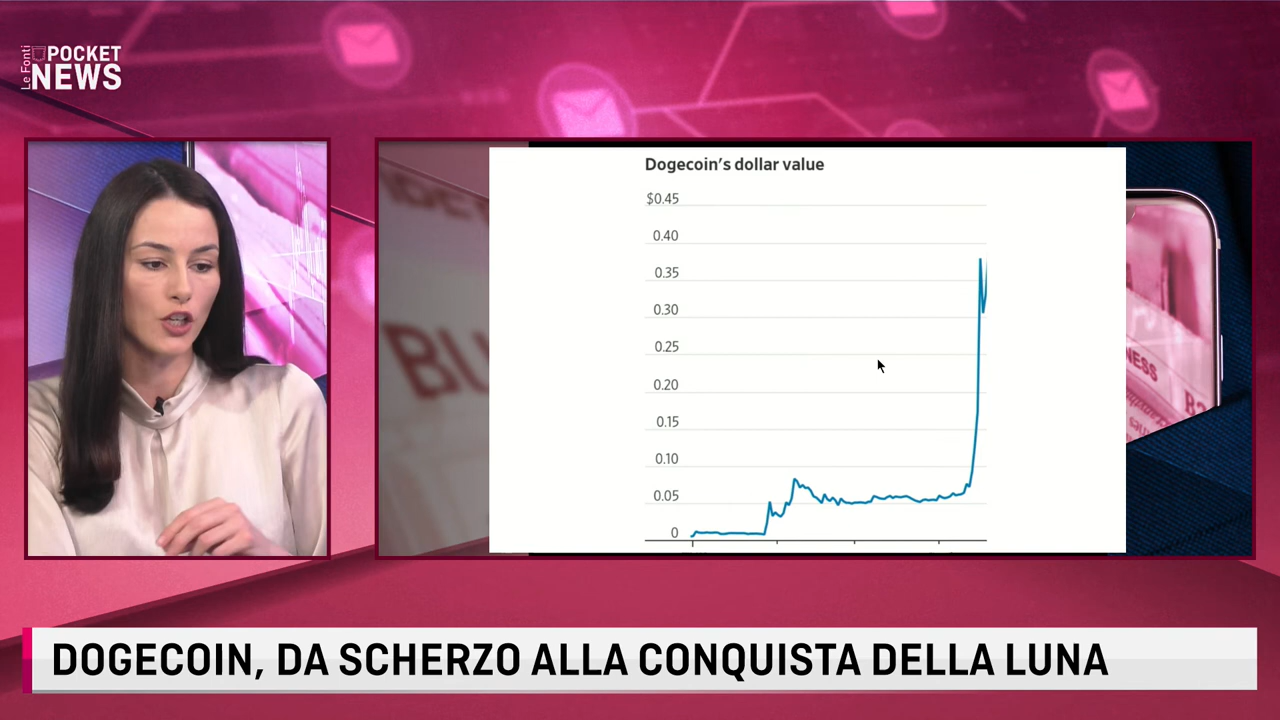 Le Fonti
POCKET
NEWS
Dogecoin's dollar value
$0.45
0.40
0.35
0.30
0.25
0.20
0.15
0.10
0.05
0
DOGECOIN, DA SCHERZO ALLA CONQUISTA DELLA LUNA